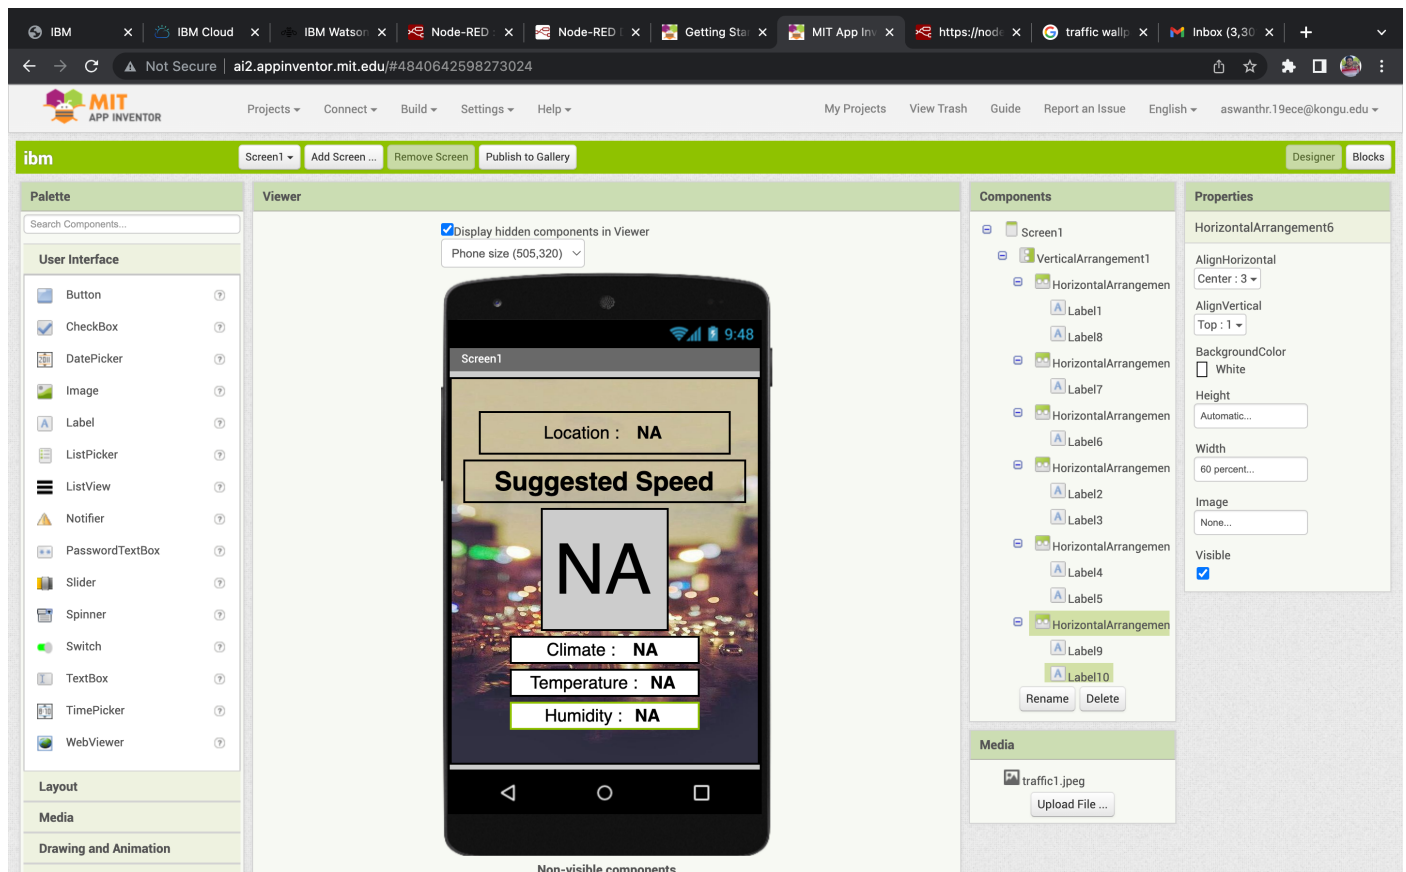 IBM
IBM Cloud
IBM Watson
Node-RED :
Node-RED
Getting Sta
MIT App Inv
https://node
traffic wallp
Inbox (3,30
Not Secure | ai2.appinventor.mit.edu/#4840642598273024
MIT
APP INVENTOR
Projects Connect Build Settings Help My Projects View Trash Guide Report an Issue English aswanthr.19ece@kongu.edu
ibm Screen1 Add Screen ... Remove Screen Publish to Gallery Designer Blocks
Palette
Search Components...
User Interface
Button
CheckBox
DatePicker
Image
Label
ListPicker
ListView
Notifier
PasswordTextBox
Slider
Spinner
Switch
TextBox
TimePicker
WebViewer
Layout
Media
Drawing and Animation
Viewer
Display hidden components in Viewer
Phone size (505,320)
9:48
Screen1
Location : NA
Suggested Speed
NA
Climate : NA
Temperature : NA
Humidity : NA
Non-visible components
Components
Screen1
VerticalArrangement1
HorizontalArrangemen
Label1
Label8
HorizontalArrangemen
Label7
HorizontalArrangemen
Label6
HorizontalArrangemen
Label2
Label3
HorizontalArrangemen
Label4
Label5
HorizontalArrangemen
Label9
Label10
Rename Delete
Media
traffic1.jpeg
Upload File ...
Properties
HorizontalArrangement6
AlignHorizontal
Center : 3
AlignVertical
Top : 1
BackgroundColor
White
Height
Automatic...
Width
60 percent...
Image
None...
Visible